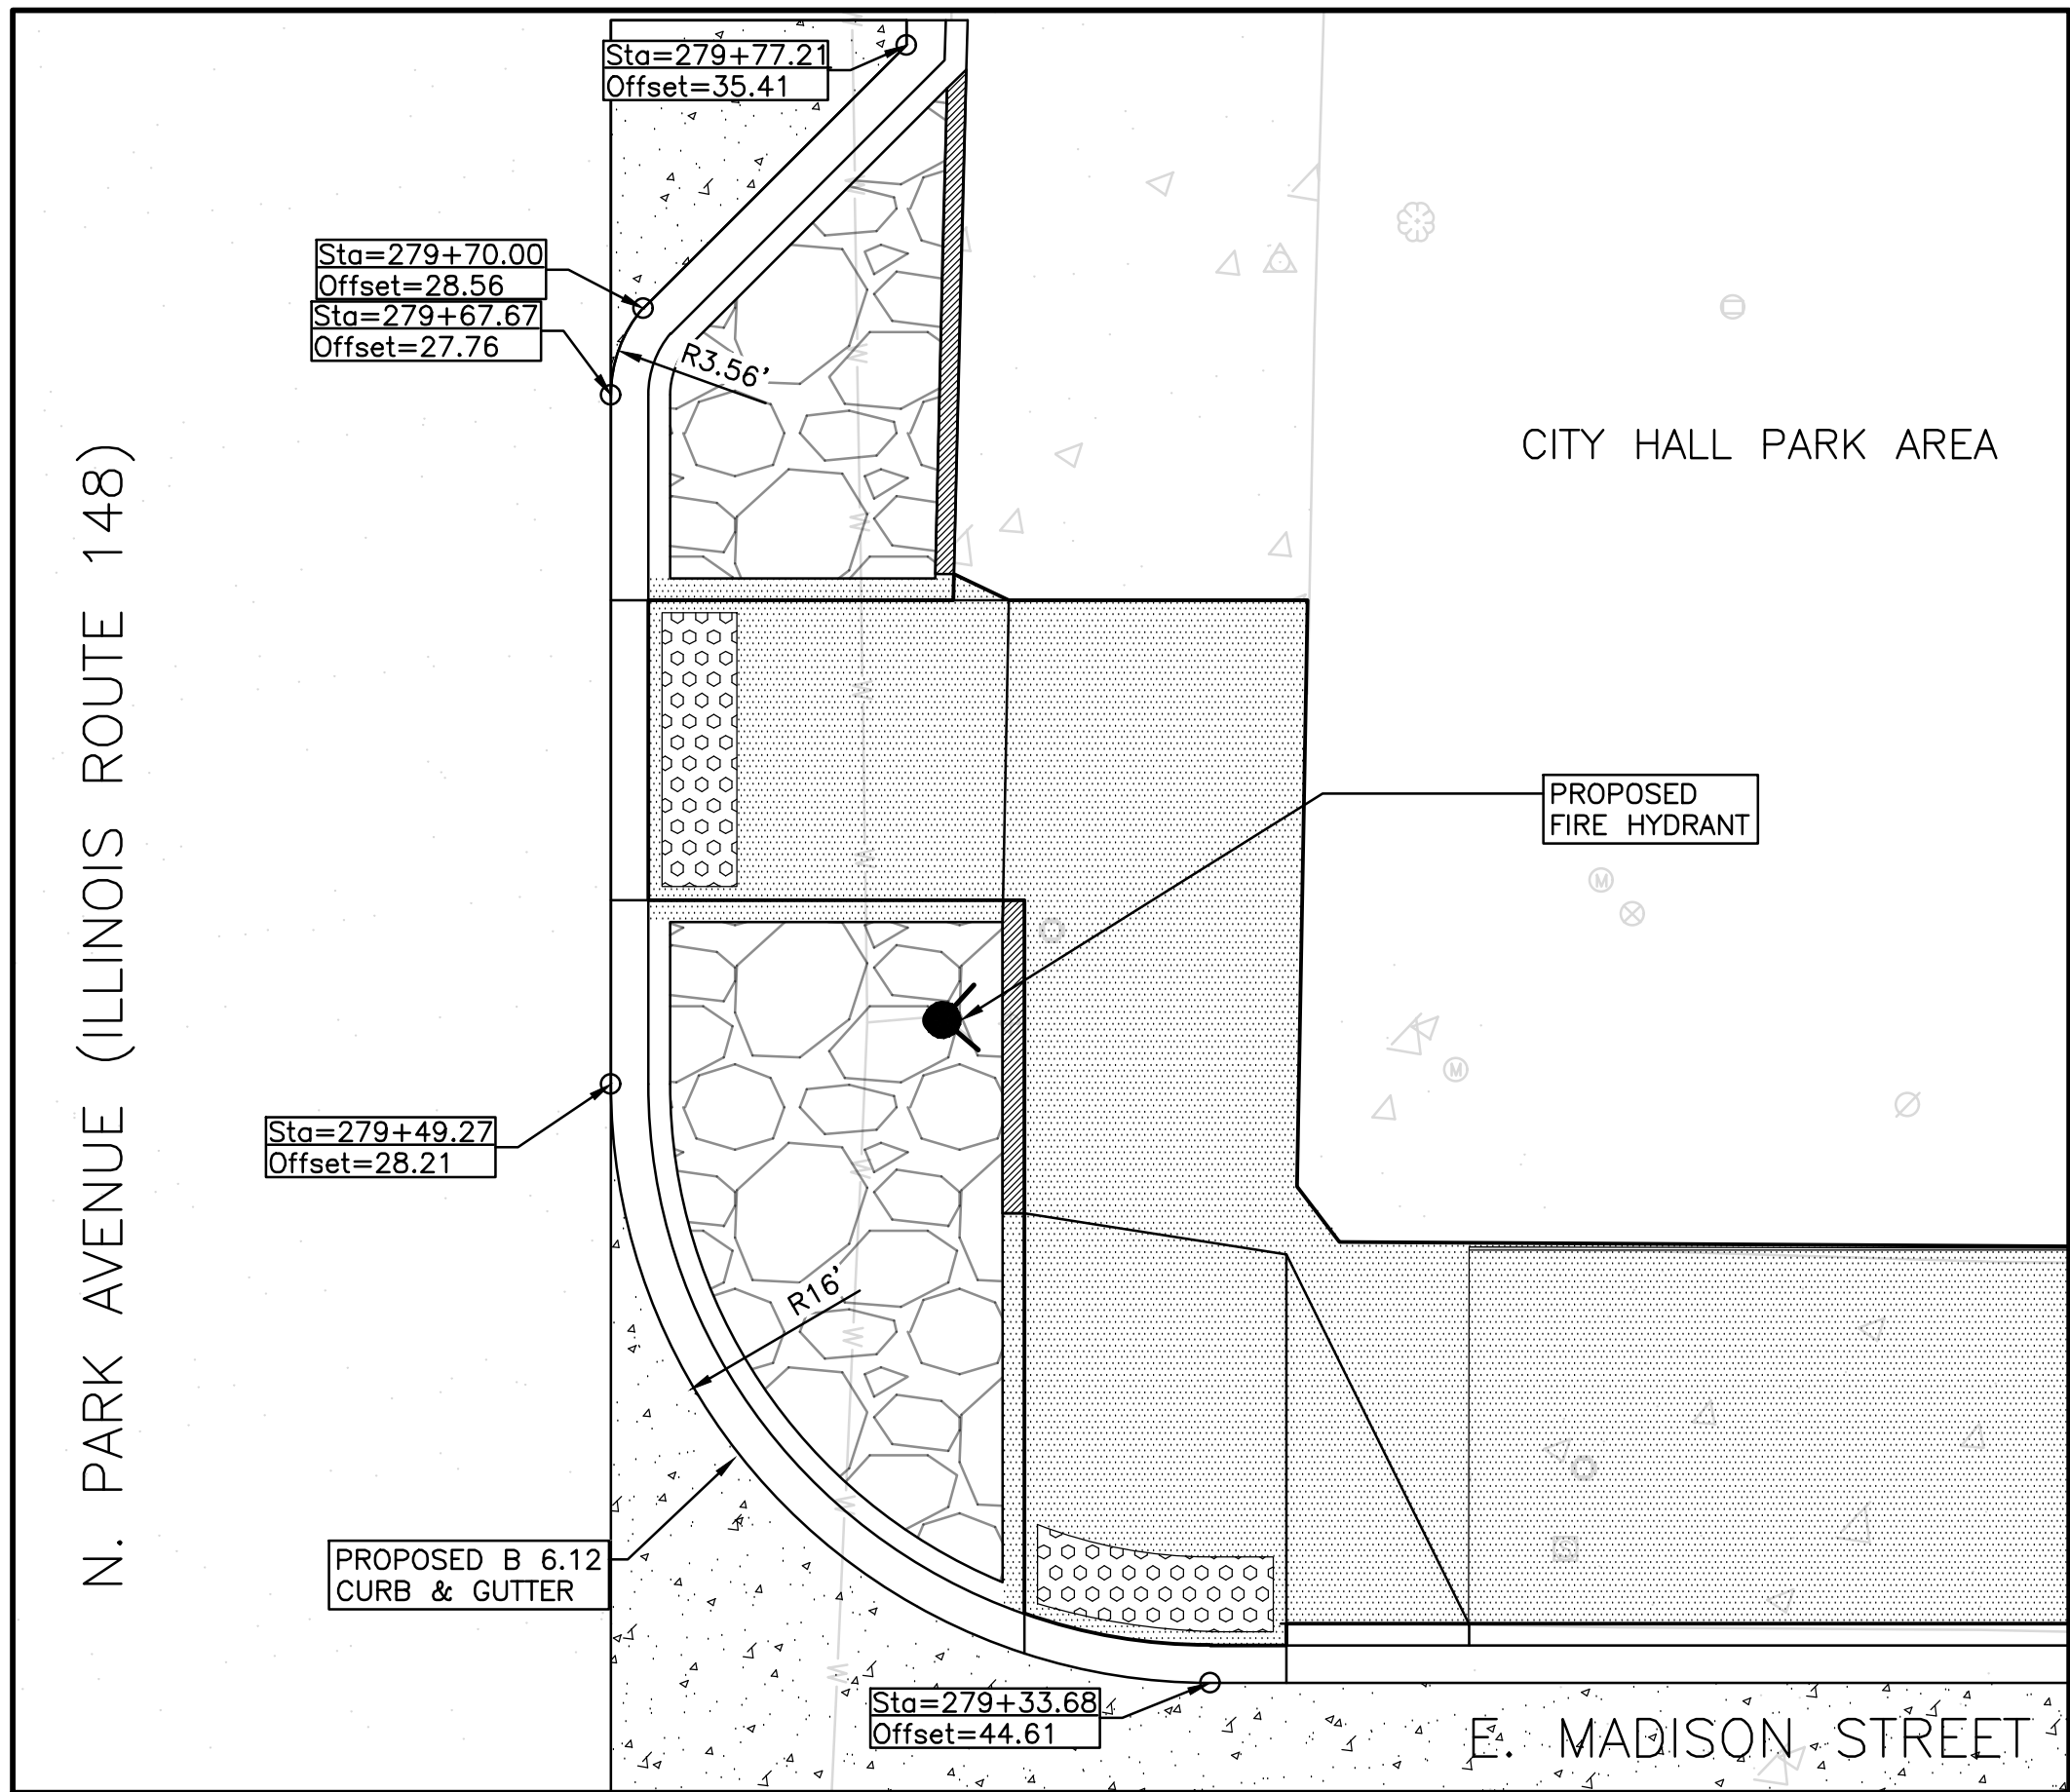 Sta=279+77.21
Offset=35.41
Sta=279+70.00
Offset=28.56
Sta=279+67.67
Offset=27.76
R3.56'
CITY HALL PARK AREA
N. PARK AVENUE (ILLINOIS ROUTE 148)
PROPOSED
FIRE HYDRANT
Sta=279+49.27
Offset=28.21
R16'
PROPOSED B 6.12
CURB & GUTTER
Sta=279+33.68
Offset=44.61
E. MADISON STREET
W
W
W
W
W
W
W
W
W
W
M
M